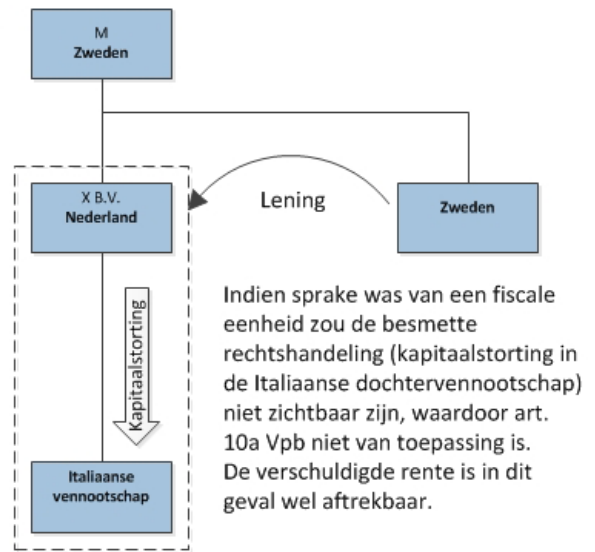 M
Zweden
X B.V.
Nederland
Lening
Zweden
Kapitaalstorting
Indien sprake was van een fiscale
eenheid zou de besmette
rechtshandeling (kapitaalstorting in
de Italiaanse dochtervennootschap)
niet zichtbaar zijn, waardoor art.
10a Vpb niet van toepassing is.
De verschuldigde rente is in dit
geval wel aftrekbaar.
Italiaanse
vennootschap